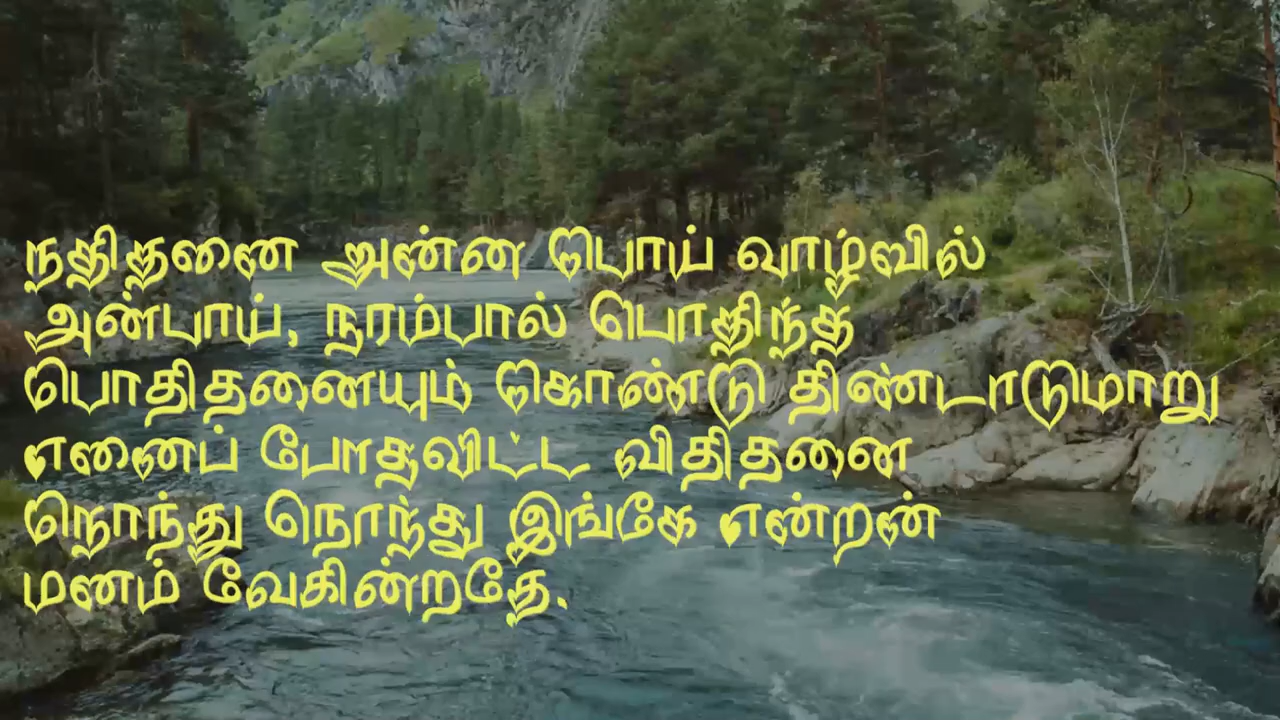 நதிதனை அன்ன பொய் வாழ்வில்
அன்பாய், நரம்பால் பொதிந்த
பொதிதனையும் கொண்டு திண்டாடுமாறு
எனைப் போதவிட்ட விதிதனை
நொந்து நொந்து இங்கே என்றன்
மனம் வேகின்றதே.